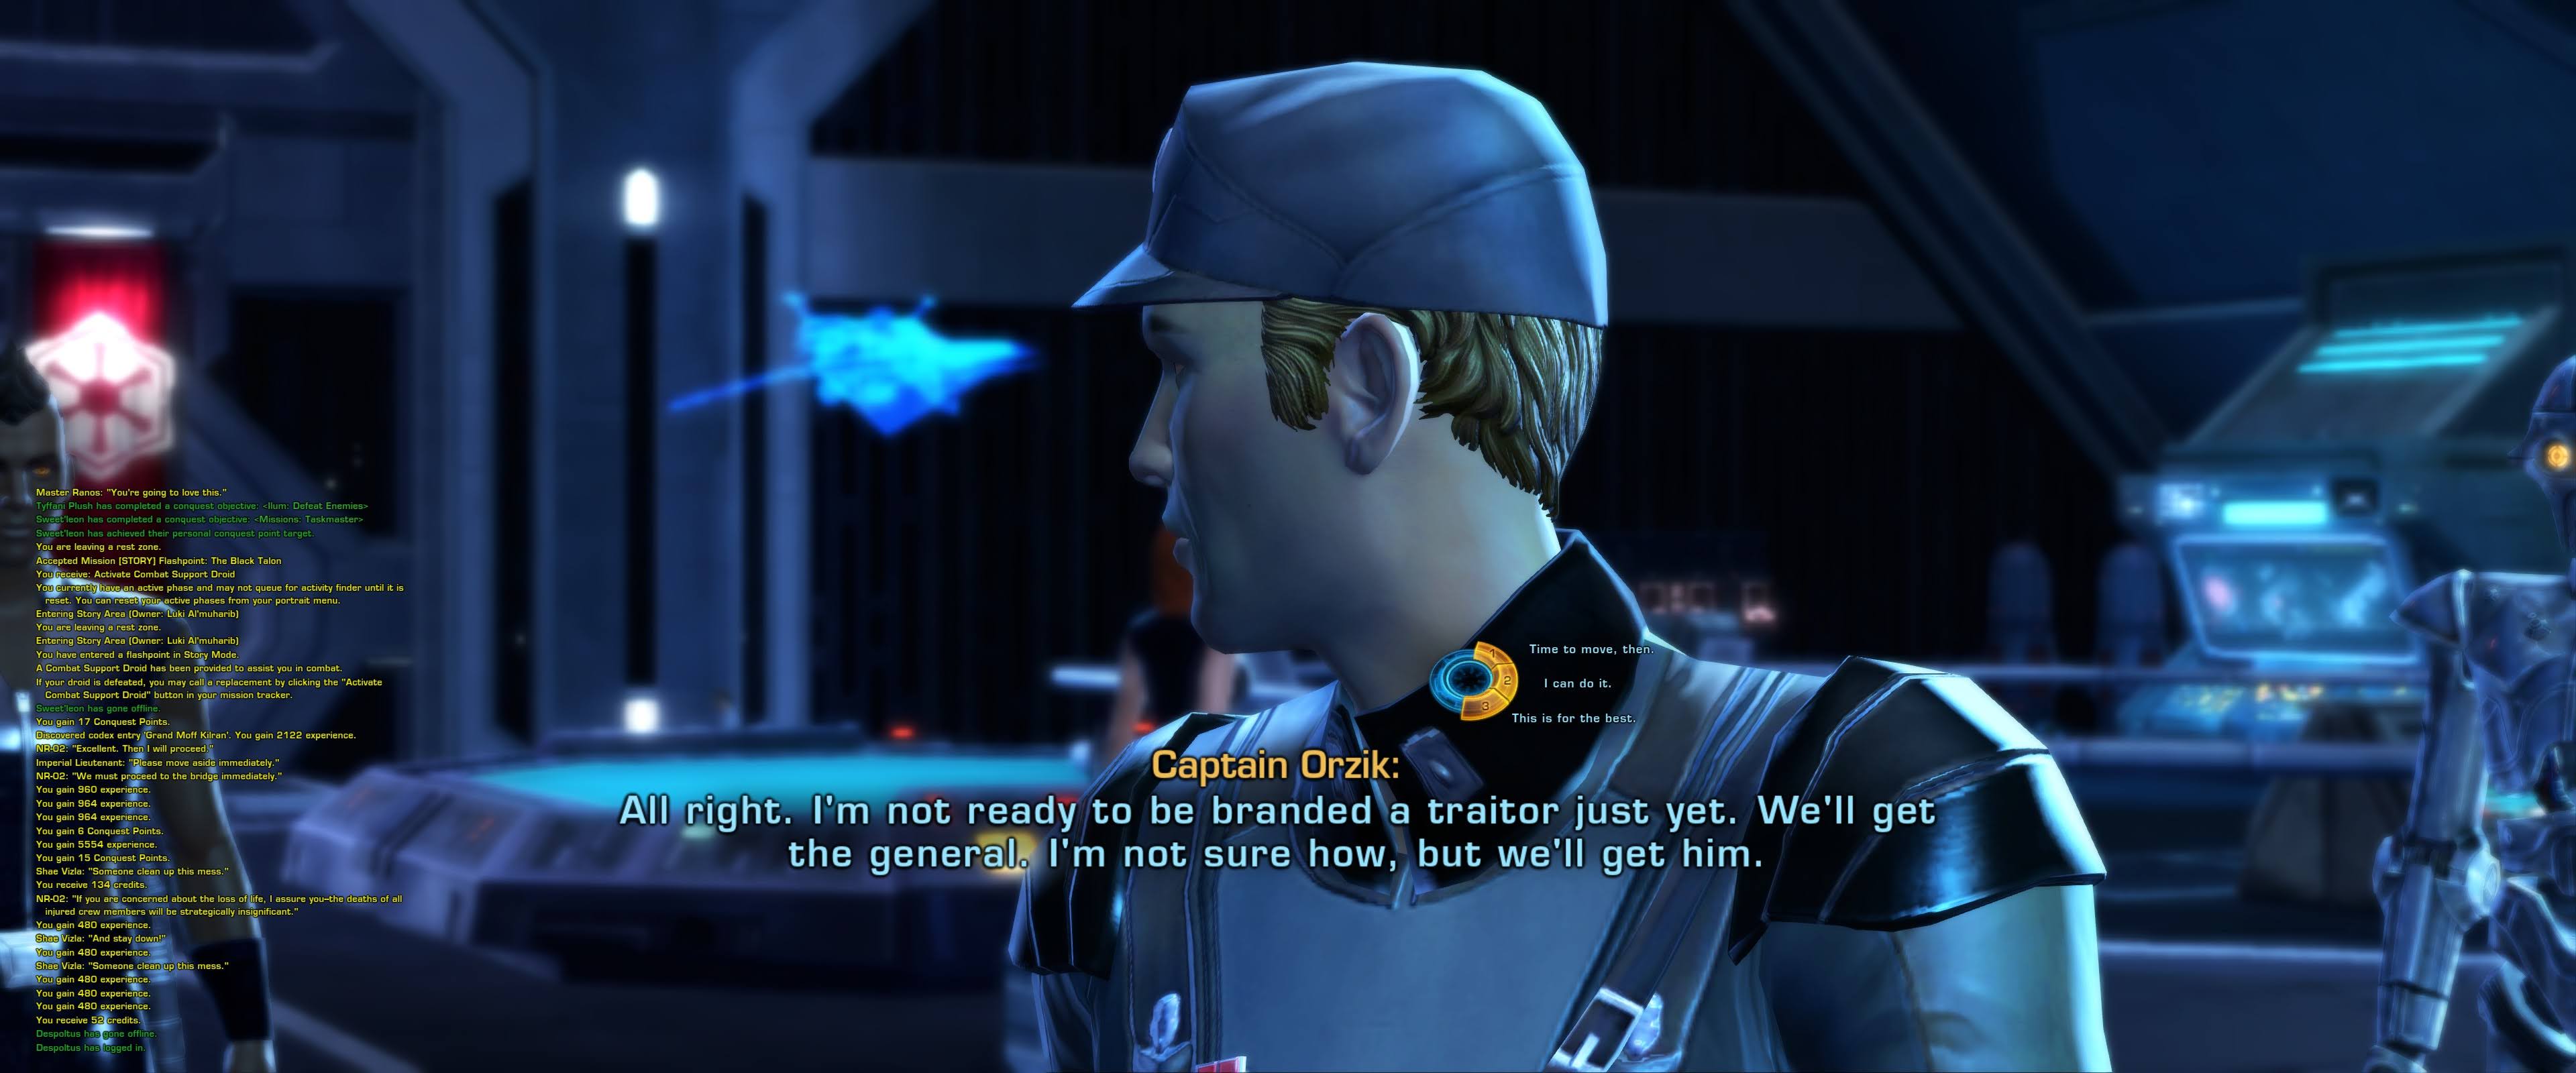 Master Ranos: "You're going to love this."
Tyffani Plush has completed a conquest objective: <Ilum: Defeat Enemies>
Sweet'leon has completed a conquest objective: <Missions: Taskmaster>
Sweet'leon has achieved their personal conquest point target.
You are leaving a rest zone.
Accepted Mission [STORY] Flashpoint: The Black Talon
You receive: Activate Combat Support Droid
You currently have an active phase and may not queue for activity finder until it is
reset. You can reset your active phases from your portrait menu.
Entering Story Area (Owner: Luki Al'muharib)
You are leaving a rest zone.
Entering Story Area (Owner: Luki Al'muharib)
You have entered a flashpoint in Story Mode.
A Combat Support Droid has been provided to assist you in combat.
If your droid is defeated, you may call a replacement by clicking the "Activate
Combat Support Droid" button in your mission tracker.
Sweet'leon has gone offline.
You gain 17 Conquest Points.
Discovered codex entry 'Grand Moff Kilran'. You gain 2122 experience.
NR-02: "Excellent. Then I will proceed."
Imperial Lieutenant: "Please move aside immediately."
NR-02: "We must proceed to the bridge immediately."
You gain 960 experience.
You gain 964 experience.
You gain 964 experience.
You gain 6 Conquest Points.
You gain 5554 experience.
You gain 15 Conquest Points.
Shae Vizla: "Someone clean up this mess."
You receive 134 credits.
NR-02: "If you are concerned about the loss of life, I assure you—the deaths of all
injured crew members will be strategically insignificant."
You gain 480 experience.
Shae Vizla: "And stay down!"
You gain 480 experience.
Shae Vizla: "Someone clean up this mess."
You gain 480 experience.
You gain 480 experience.
You gain 480 experience.
You receive 52 credits.
Despoltus has gone offline.
Despoltus has logged in.
1 Time to move, then.
2 I can do it.
3 This is for the best.
Captain Orzik:
All right. I'm not ready to be branded a traitor just yet. We'll get
the general. I'm not sure how, but we'll get him.